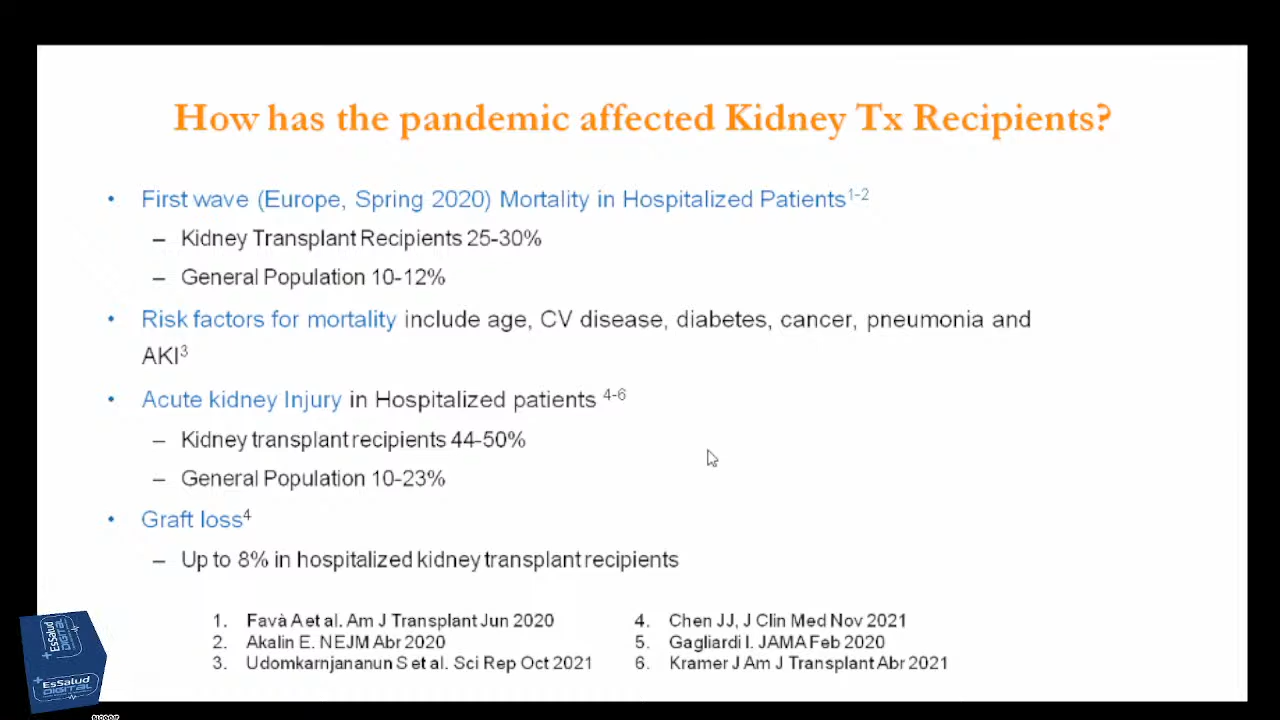 How has the pandemic affected Kidney Tx Recipients?
• First wave (Europe, Spring 2020) Mortality in Hospitalized Patients1-2
– Kidney Transplant Recipients 25-30%
– General Population 10-12%
• Risk factors for mortality include age, CV disease, diabetes, cancer, pneumonia and
AKI3
• Acute kidney Injury in Hospitalized patients 4-6
– Kidney transplant recipients 44-50%
– General Population 10-23%
• Graft loss4
– Up to 8% in hospitalized kidney transplant recipients
1. Favà A et al. Am J Transplant Jun 2020
2. Akalin E. NEJM Abr 2020
3. Udomkarnjananun S et al. Sci Rep Oct 2021
4. Chen JJ, J Clin Med Nov 2021
5. Gagliardi I. JAMA Feb 2020
6. Kramer J Am J Transplant Abr 2021
EsSalud
DIGITAL
EsSalud
DIGITAL